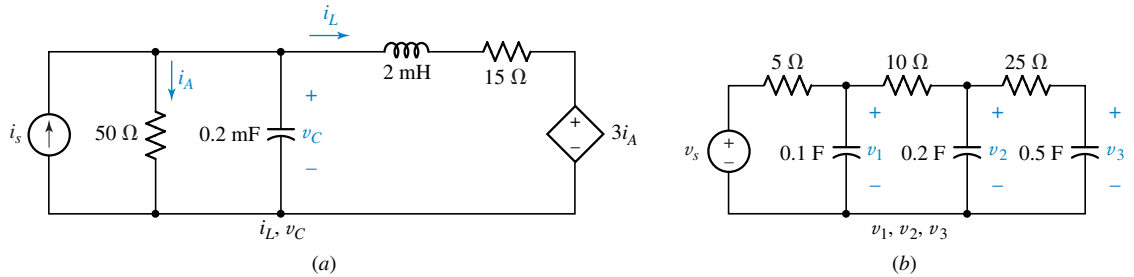 i_L
2 mH
15 Ω
i_A
i_s
50 Ω
0.2 mF
+
v_C
−
+
−
3i_A
i_L, v_C
(a)
5 Ω
10 Ω
25 Ω
v_s
+
−
0.1 F
+
v_1
−
0.2 F
+
v_2
−
0.5 F
+
v_3
−
v_1, v_2, v_3
(b)